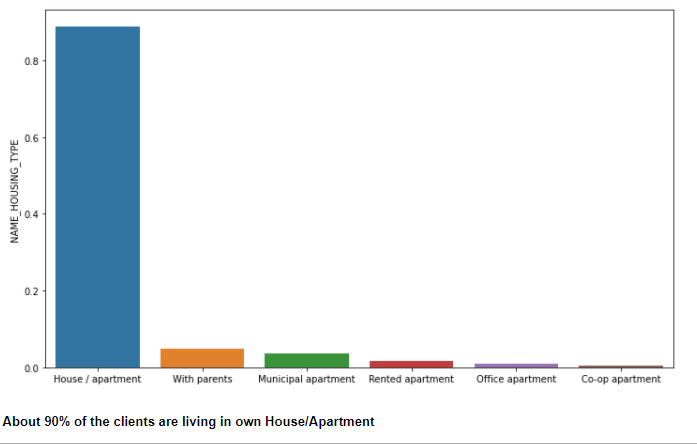 0.8
0.6
0.4
0.2
0.0
NAME_HOUSING_TYPE
House / apartment With parents Municipal apartment Rented apartment Office apartment Co-op apartment
About 90% of the clients are living in own House/Apartment